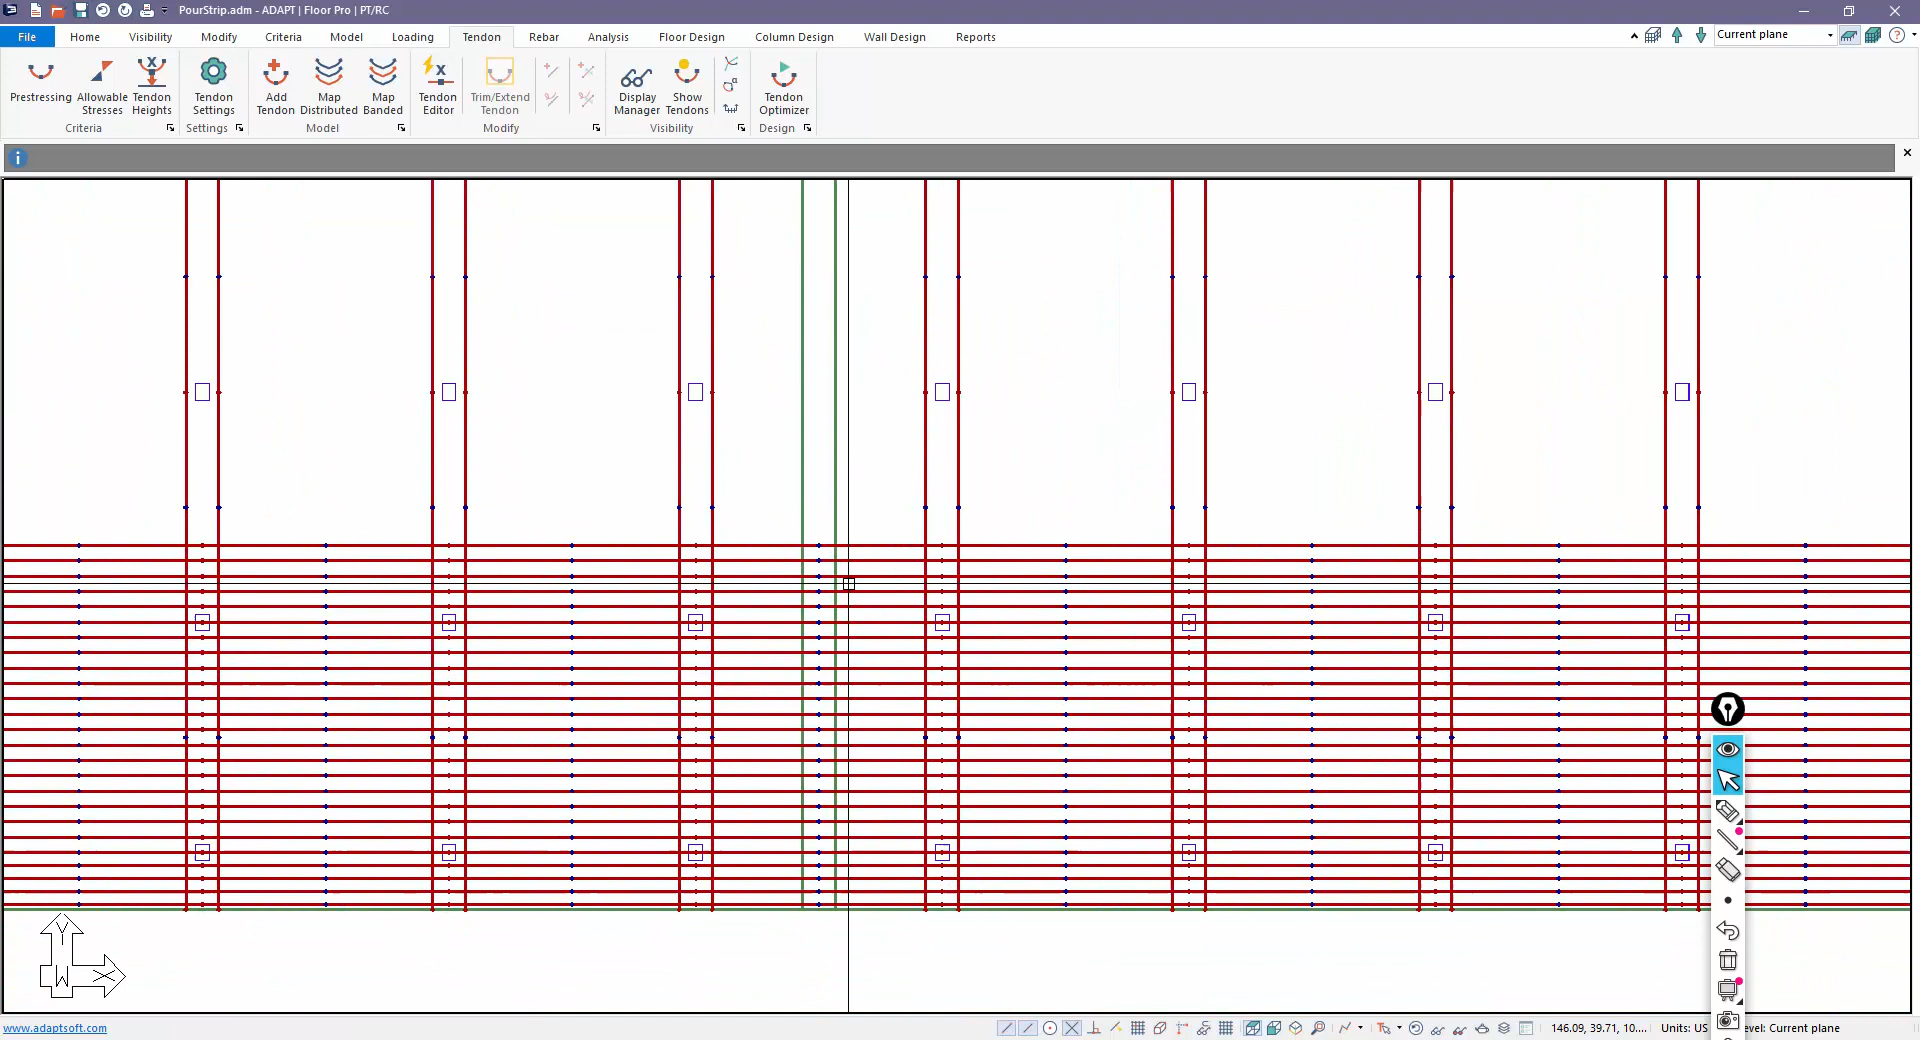 PourStrip.adm - ADAPT | Floor Pro | PT/RC
File Home Visibility Modify Criteria Model Loading Tendon Rebar Analysis Floor Design Column Design Wall Design Reports Current plane
Prestressing
Allowable Stresses
Tendon Heights
Tendon Settings
Add Tendon
Map Distributed
Map Banded
Tendon Editor
Trim/Extend Tendon
Display Manager
Show Tendons
Tendon Optimizer
Criteria Settings Model Modify Visibility Design
Y
W X
www.adaptsoft.com 146.09, 39.71, 10.... Units: US evel: Current plane